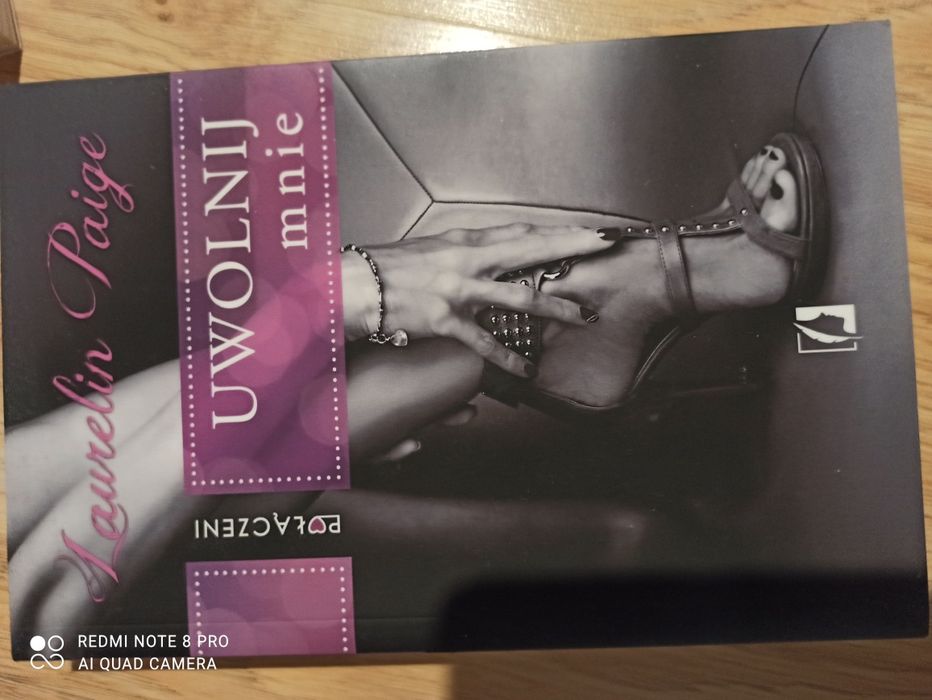 Laurelin Paige
UWOLNIJ
mnie
POŁĄCZENI
REDMI NOTE 8 PRO
AI QUAD CAMERA